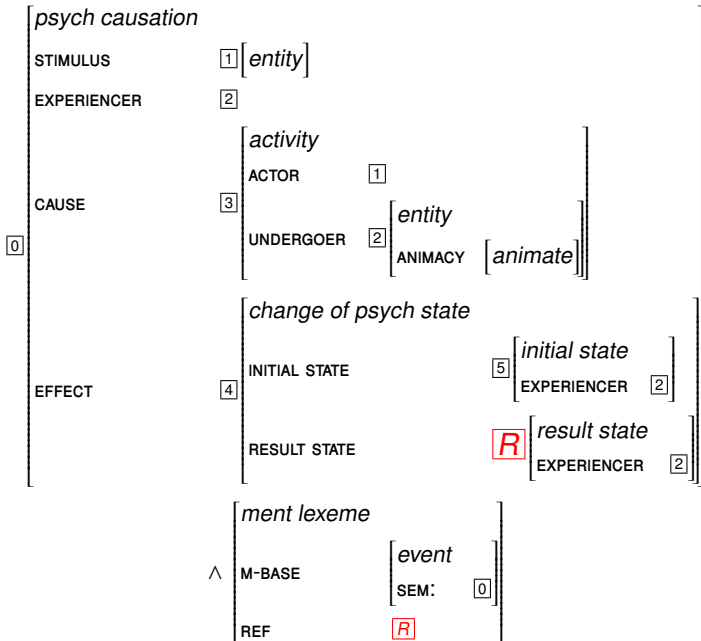 psych causation
STIMULUS 1 [entity]
EXPERIENCER 2
activity
ACTOR 1
CAUSE 3
entity
UNDERGOER 2
ANIMACY [animate]
0
change of psych state
initial state
INITIAL STATE 5
EXPERIENCER 2
EFFECT 4
result state
RESULT STATE R
EXPERIENCER 2
ment lexeme
event
∧ M-BASE
SEM: 0
REF R